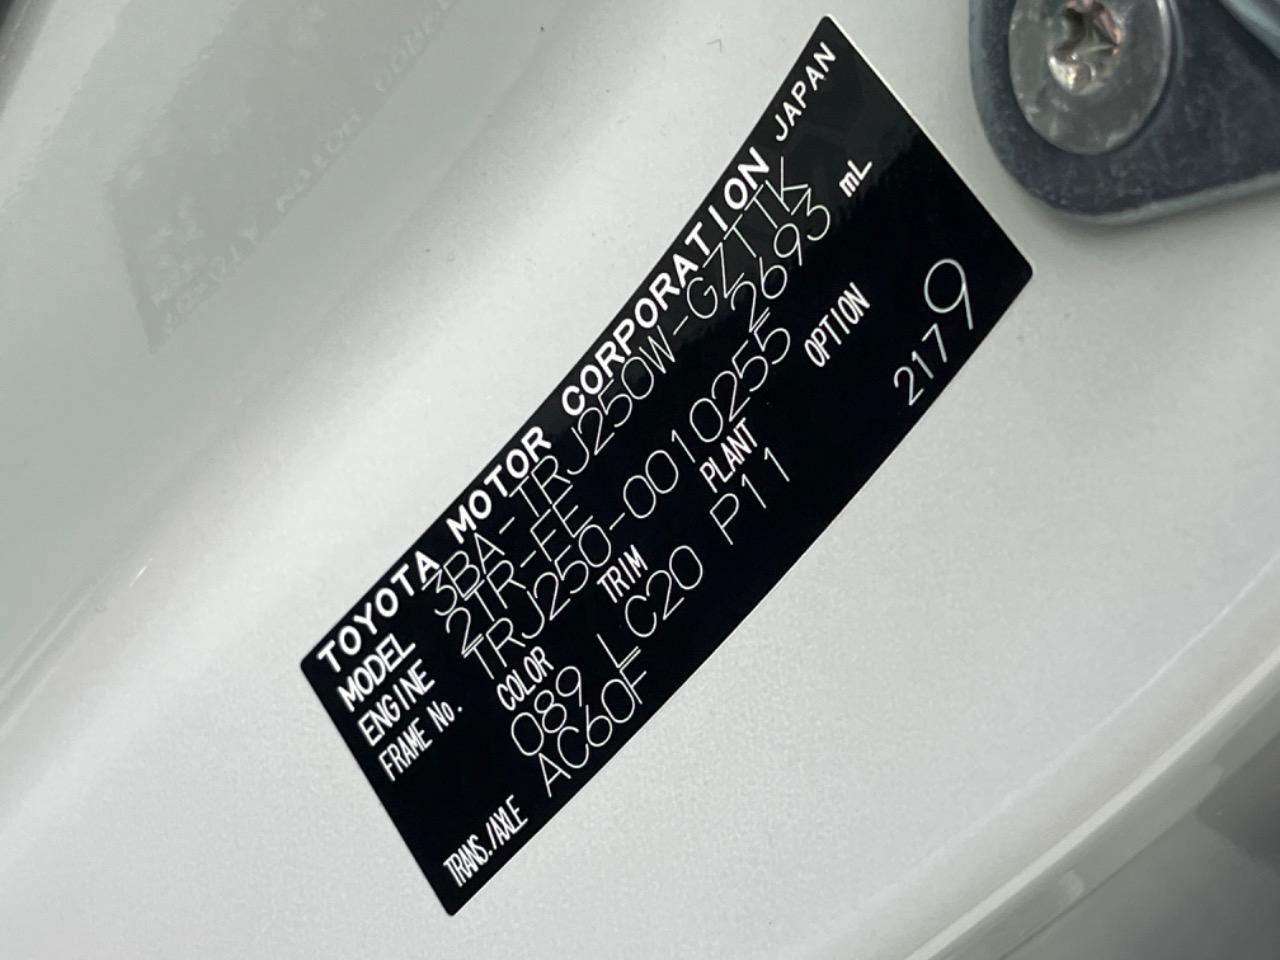 TOYOTA MOTOR CORPORATION JAPAN
MODEL 3BA-TRJ250W-GZTTK
ENGINE 2TR-FE 2693 mL
FRAME No. TRJ250-0010255
COLOR TRIM PLANT OPTION
089 LC20 P11 2179
TRANS./AXLE AC60F